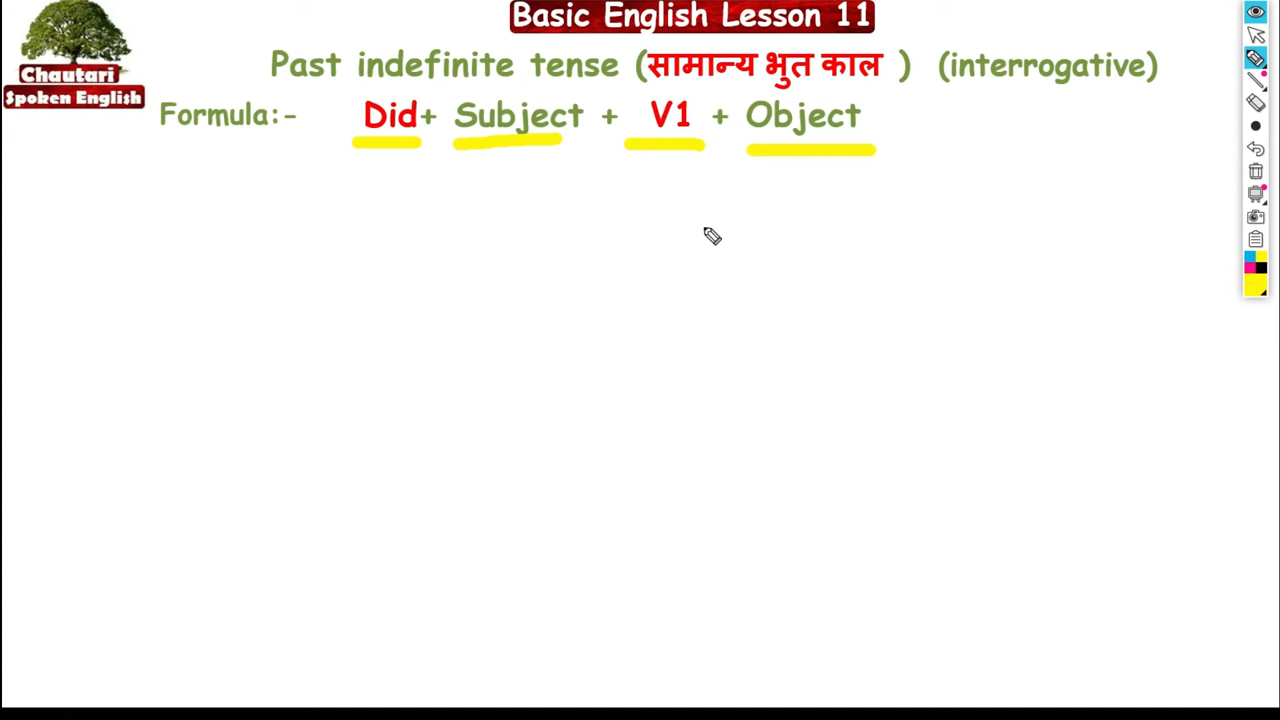 Basic English Lesson 11
Chautari
Spoken English
Past indefinite tense (सामान्य भुत काल ) (interrogative)
Formula:- Did+ Subject + V1 + Object